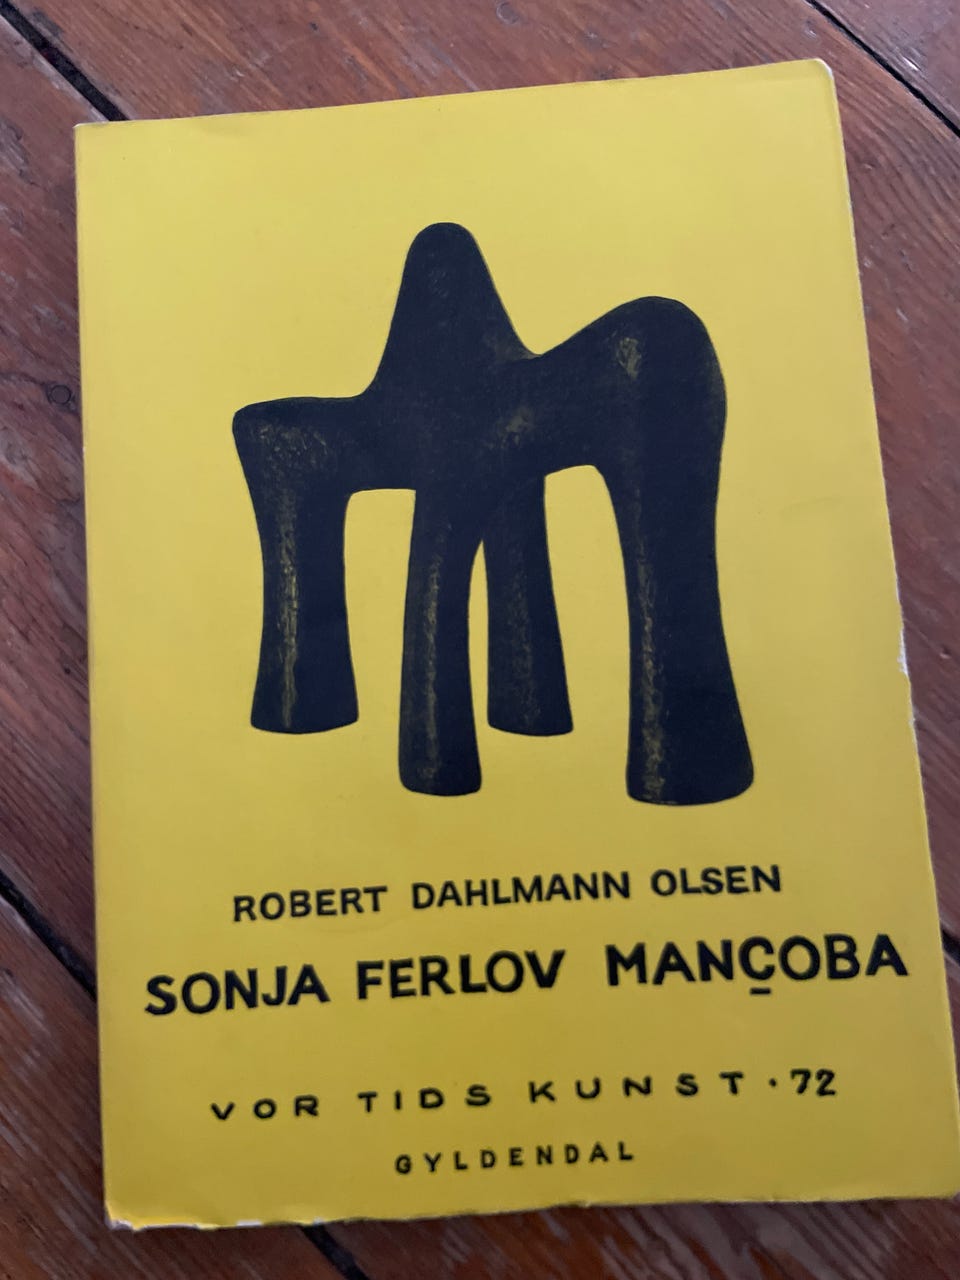 ROBERT DAHLMANN OLSEN
SONJA FERLOV MANÇOBA
VOR TIDS KUNST · 72
GYLDENDAL